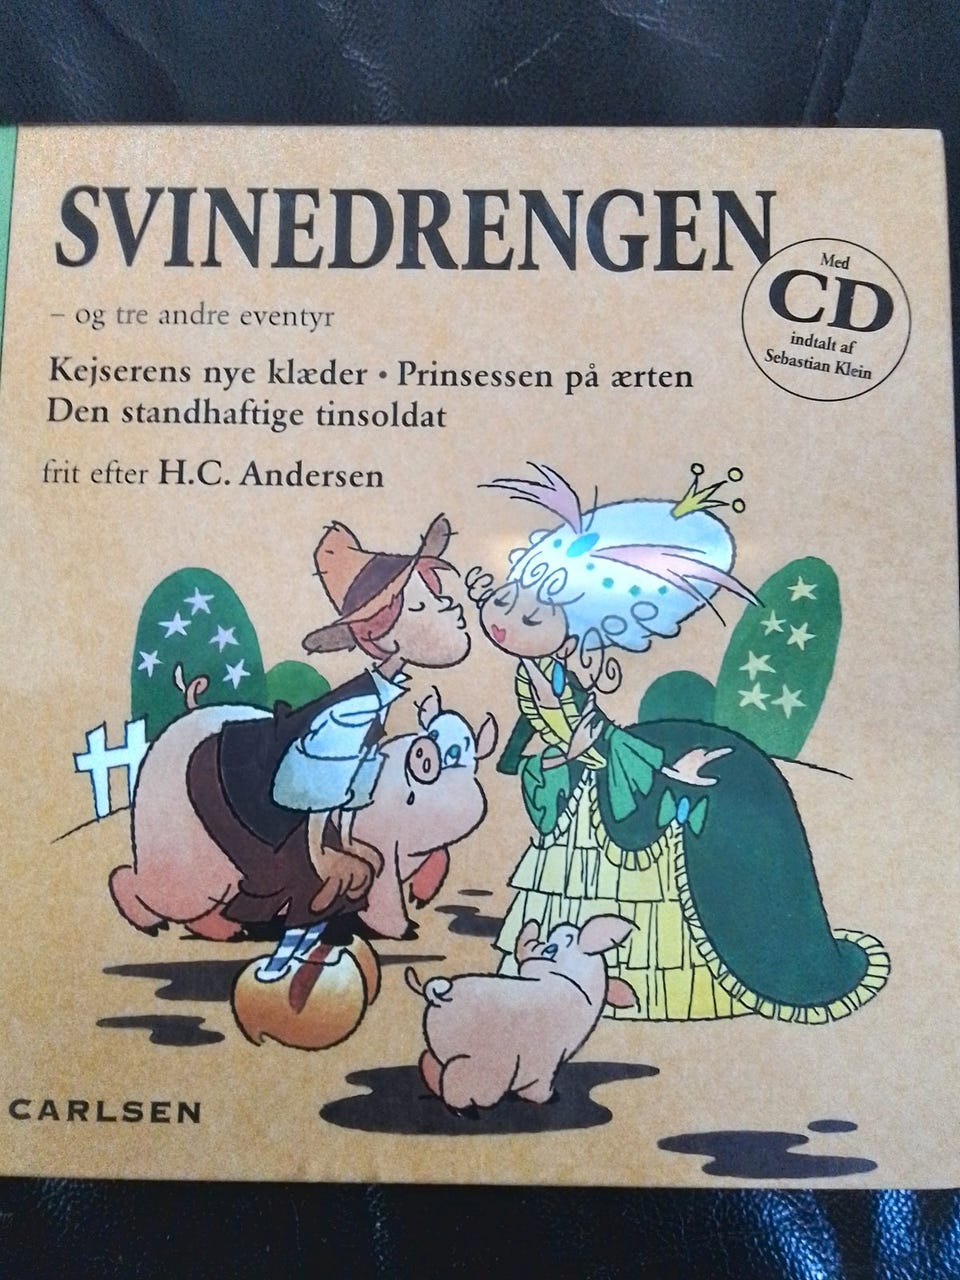 SVINEDRENGEN
– og tre andre eventyr
Kejserens nye klæder • Prinsessen på ærten
Den standhaftige tinsoldat
frit efter H.C. Andersen
Med
CD
indtalt af
Sebastian Klein
CARLSEN